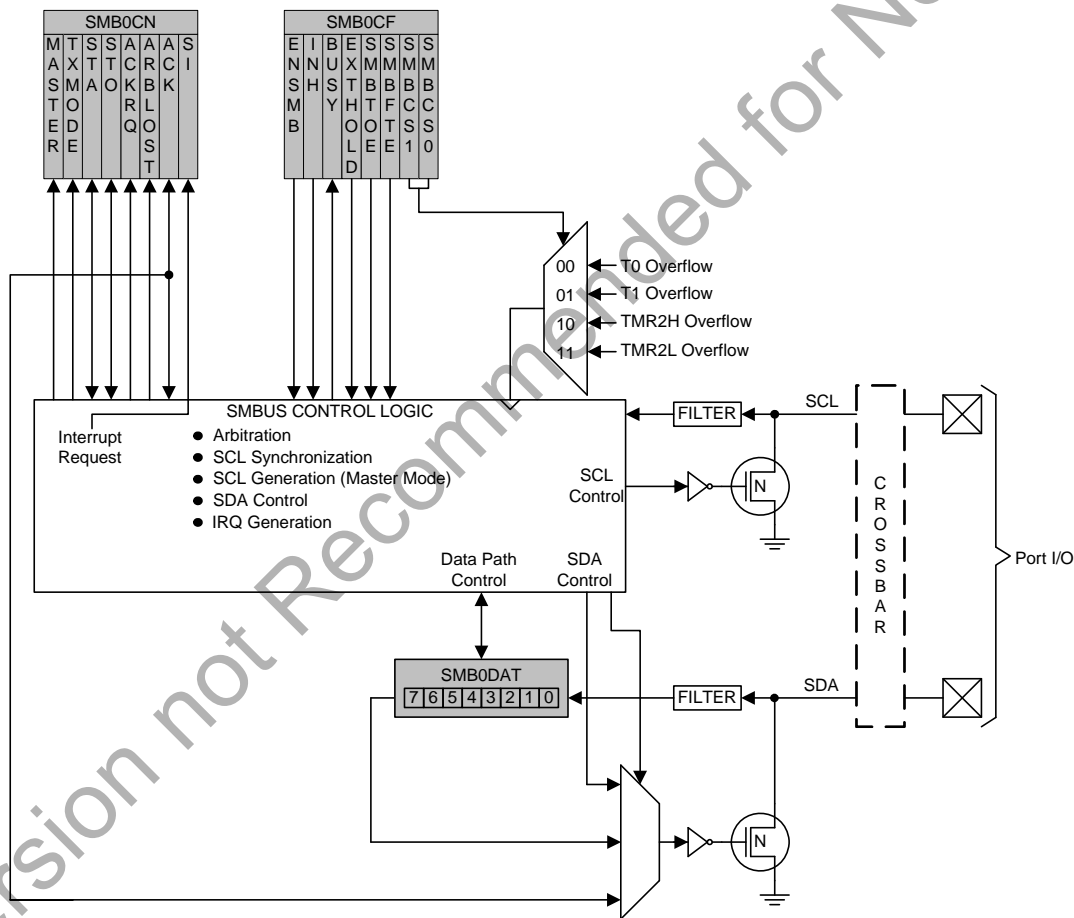 SMB0CN
MASTER
TXMODE
STA
STO
ACKRQ
ARBLOST
ACK
SI
SMB0CF
ENSMB
INH
BUSY
EXTHOLD
SMBTOE
SMBFTE
SMBCS1
SMBCS0
00
T0 Overflow
01
T1 Overflow
10
TMR2H Overflow
11
TMR2L Overflow
SMBUS CONTROL LOGIC
Interrupt
Request
● Arbitration
● SCL Synchronization
● SCL Generation (Master Mode)
● SDA Control
● IRQ Generation
SCL
Control
Data Path
Control
SDA
Control
FILTER
SCL
N
CROSSBAR
Port I/O
SMB0DAT
7 6 5 4 3 2 1 0
FILTER
SDA
N
ersion not Recommended for N